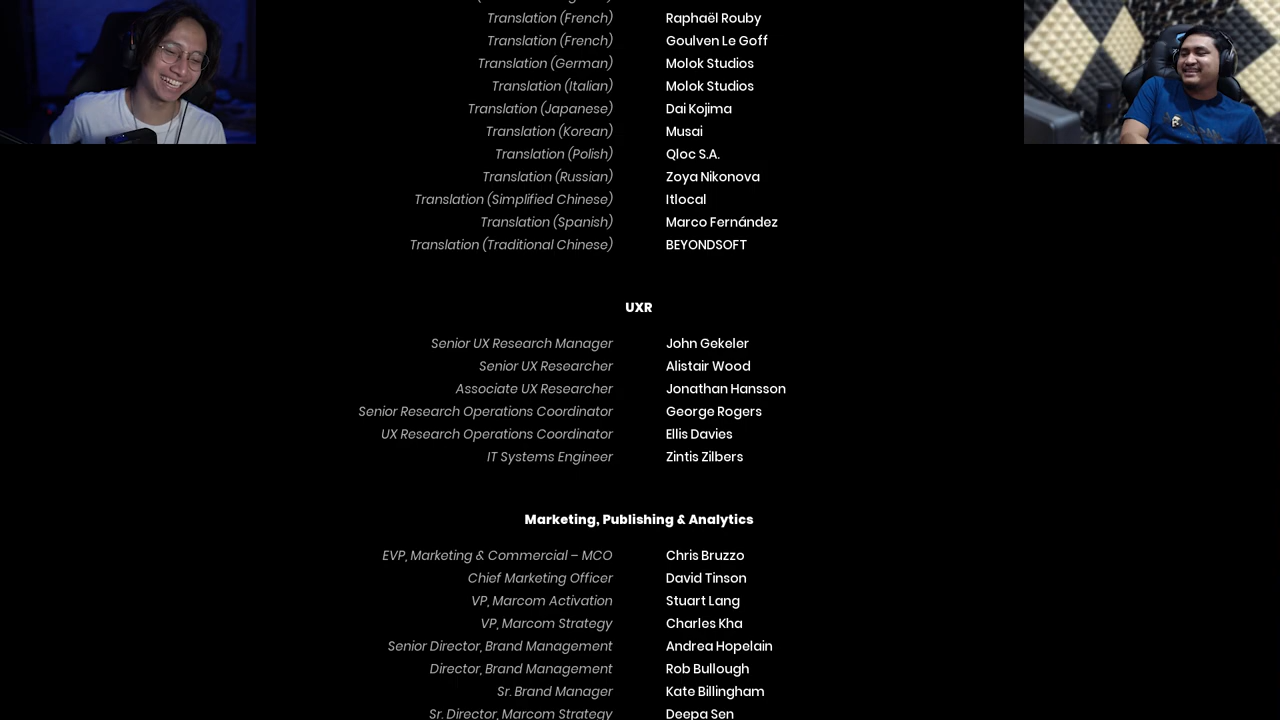 Translation (French) Raphaël Rouby
Translation (French) Goulven Le Goff
Translation (German) Molok Studios
Translation (Italian) Molok Studios
Translation (Japanese) Dai Kojima
Translation (Korean) Musai
Translation (Polish) Qloc S.A.
Translation (Russian) Zoya Nikonova
Translation (Simplified Chinese) Itlocal
Translation (Spanish) Marco Fernández
Translation (Traditional Chinese) BEYONDSOFT
UXR
Senior UX Research Manager John Gekeler
Senior UX Researcher Alistair Wood
Associate UX Researcher Jonathan Hansson
Senior Research Operations Coordinator George Rogers
UX Research Operations Coordinator Ellis Davies
IT Systems Engineer Zintis Zilbers
Marketing, Publishing & Analytics
EVP, Marketing & Commercial – MCO Chris Bruzzo
Chief Marketing Officer David Tinson
VP, Marcom Activation Stuart Lang
VP, Marcom Strategy Charles Kha
Senior Director, Brand Management Andrea Hopelain
Director, Brand Management Rob Bullough
Sr. Brand Manager Kate Billingham
Sr. Director, Marcom Strategy Deepa Sen